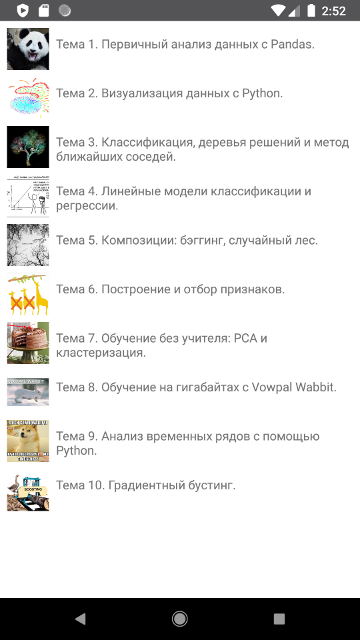 2:52
Тема 1. Первичный анализ данных с Pandas.
Тема 2. Визуализация данных с Python.
Тема 3. Классификация, деревья решений и метод
ближайших соседей.
Тема 4. Линейные модели классификации и
регрессии.
Тема 5. Композиции: бэггинг, случайный лес.
Тема 6. Построение и отбор признаков.
Тема 7. Обучение без учителя: PCA и
кластеризация.
Тема 8. Обучение на гигабайтах с Vowpal Wabbit.
Тема 9. Анализ временных рядов с помощью
Python.
Тема 10. Градиентный бустинг.
BOOSTING